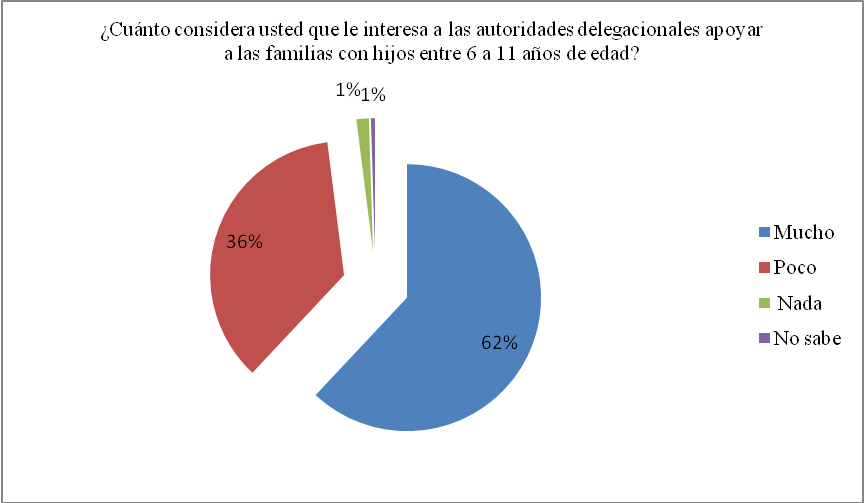 ¿Cuánto considera usted que le interesa a las autoridades delegacionales apoyar
a las familias con hijos entre 6 a 11 años de edad?
1%
1%
36%
62%
Mucho
Poco
Nada
No sabe